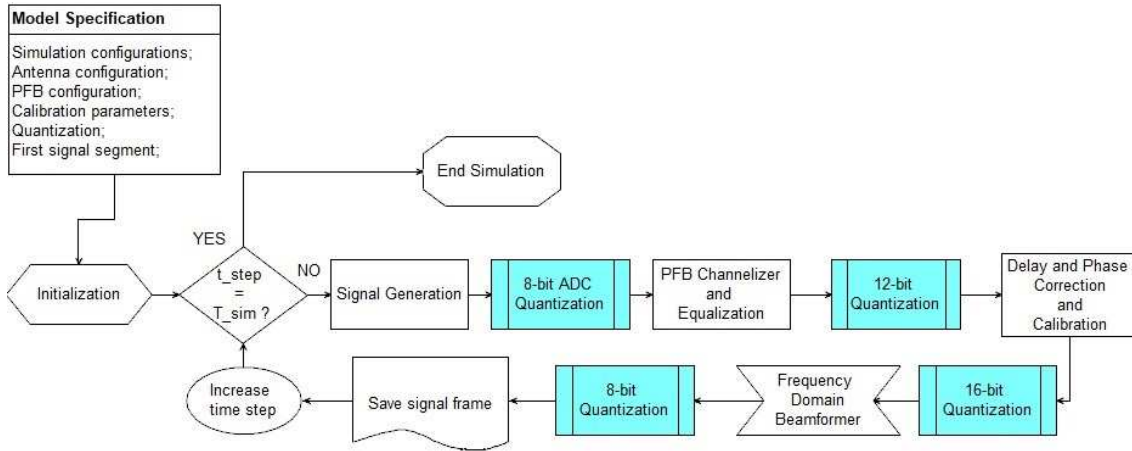 Model Specification
Simulation configurations;
Antenna configuration;
PFB configuration;
Calibration parameters;
Quantization;
First signal segment;
End Simulation
YES
NO
Initialization
t_step
=
T_sim ?
Signal Generation
8-bit ADC
Quantization
PFB Channelizer
and
Equalization
12-bit
Quantization
Delay and Phase
Correction
and
Calibration
16-bit
Quantization
Frequency
Domain
Beamformer
8-bit
Quantization
Save signal frame
Increase
time step